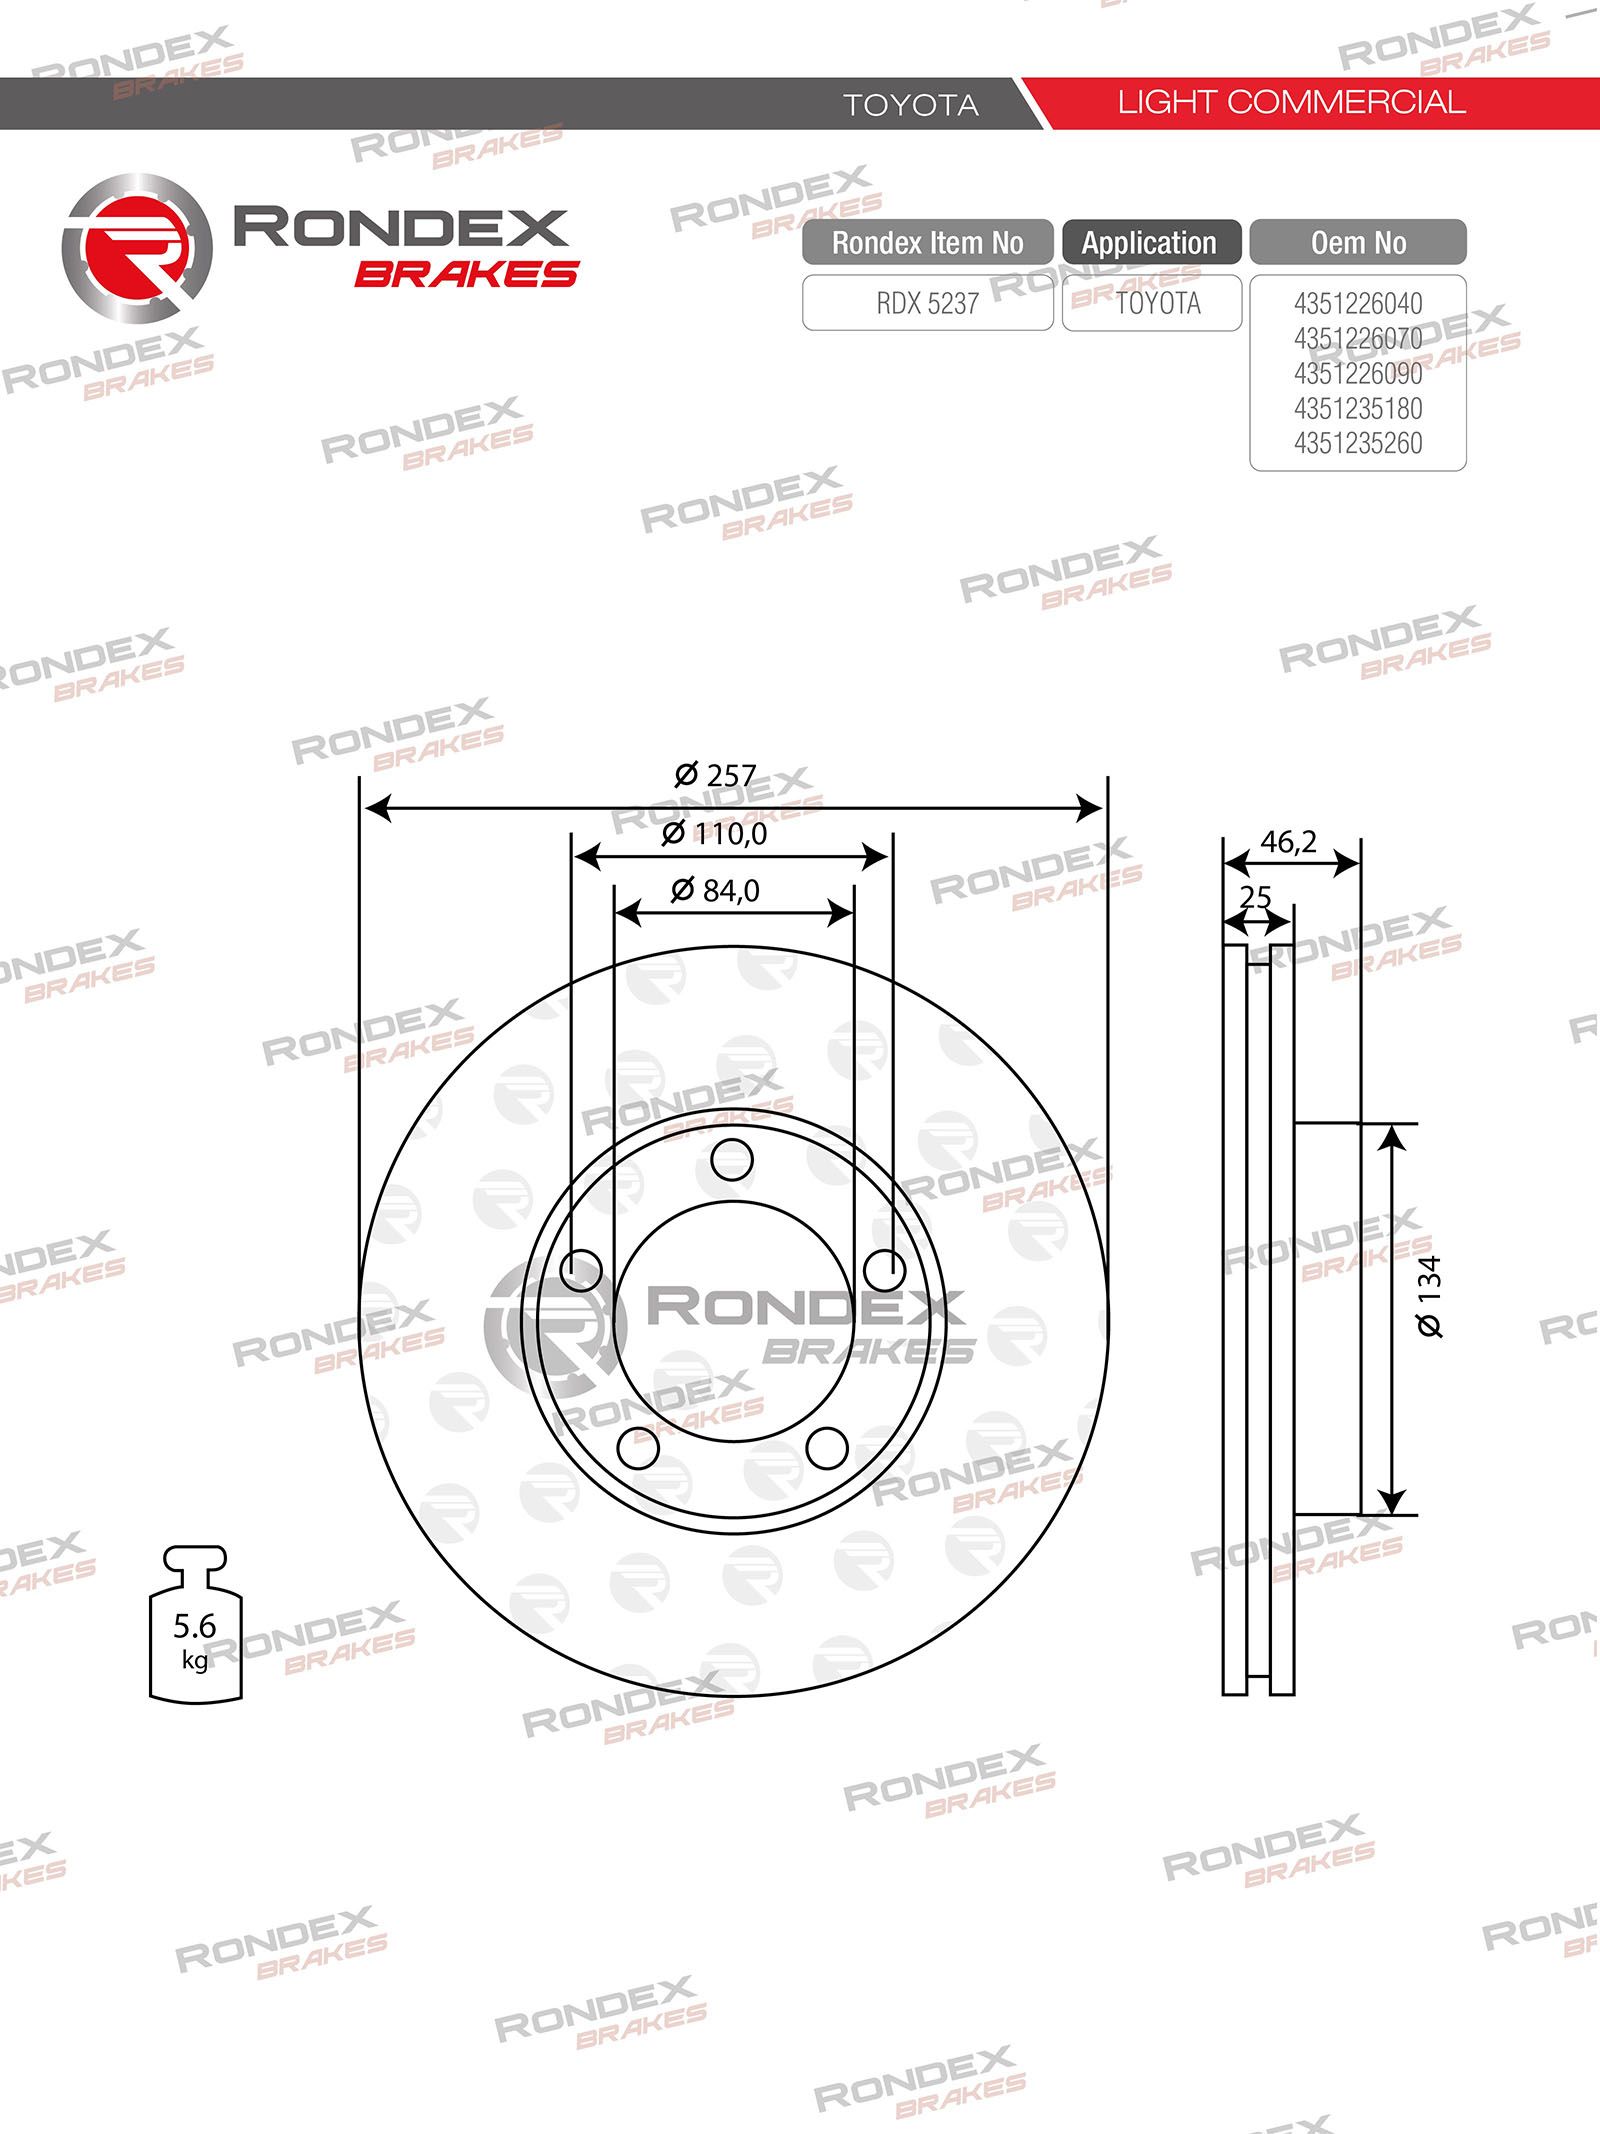 TOYOTA
LIGHT COMMERCIAL
RONDEX
BRAKES
Rondex Item No
Application
Oem No
RDX 5237
TOYOTA
4351226040
4351226070
4351226090
4351235180
4351235260
Ø 257
Ø 110,0
Ø 84,0
46,2
25
Ø 134
RONDEX
BRAKES
5.6
kg